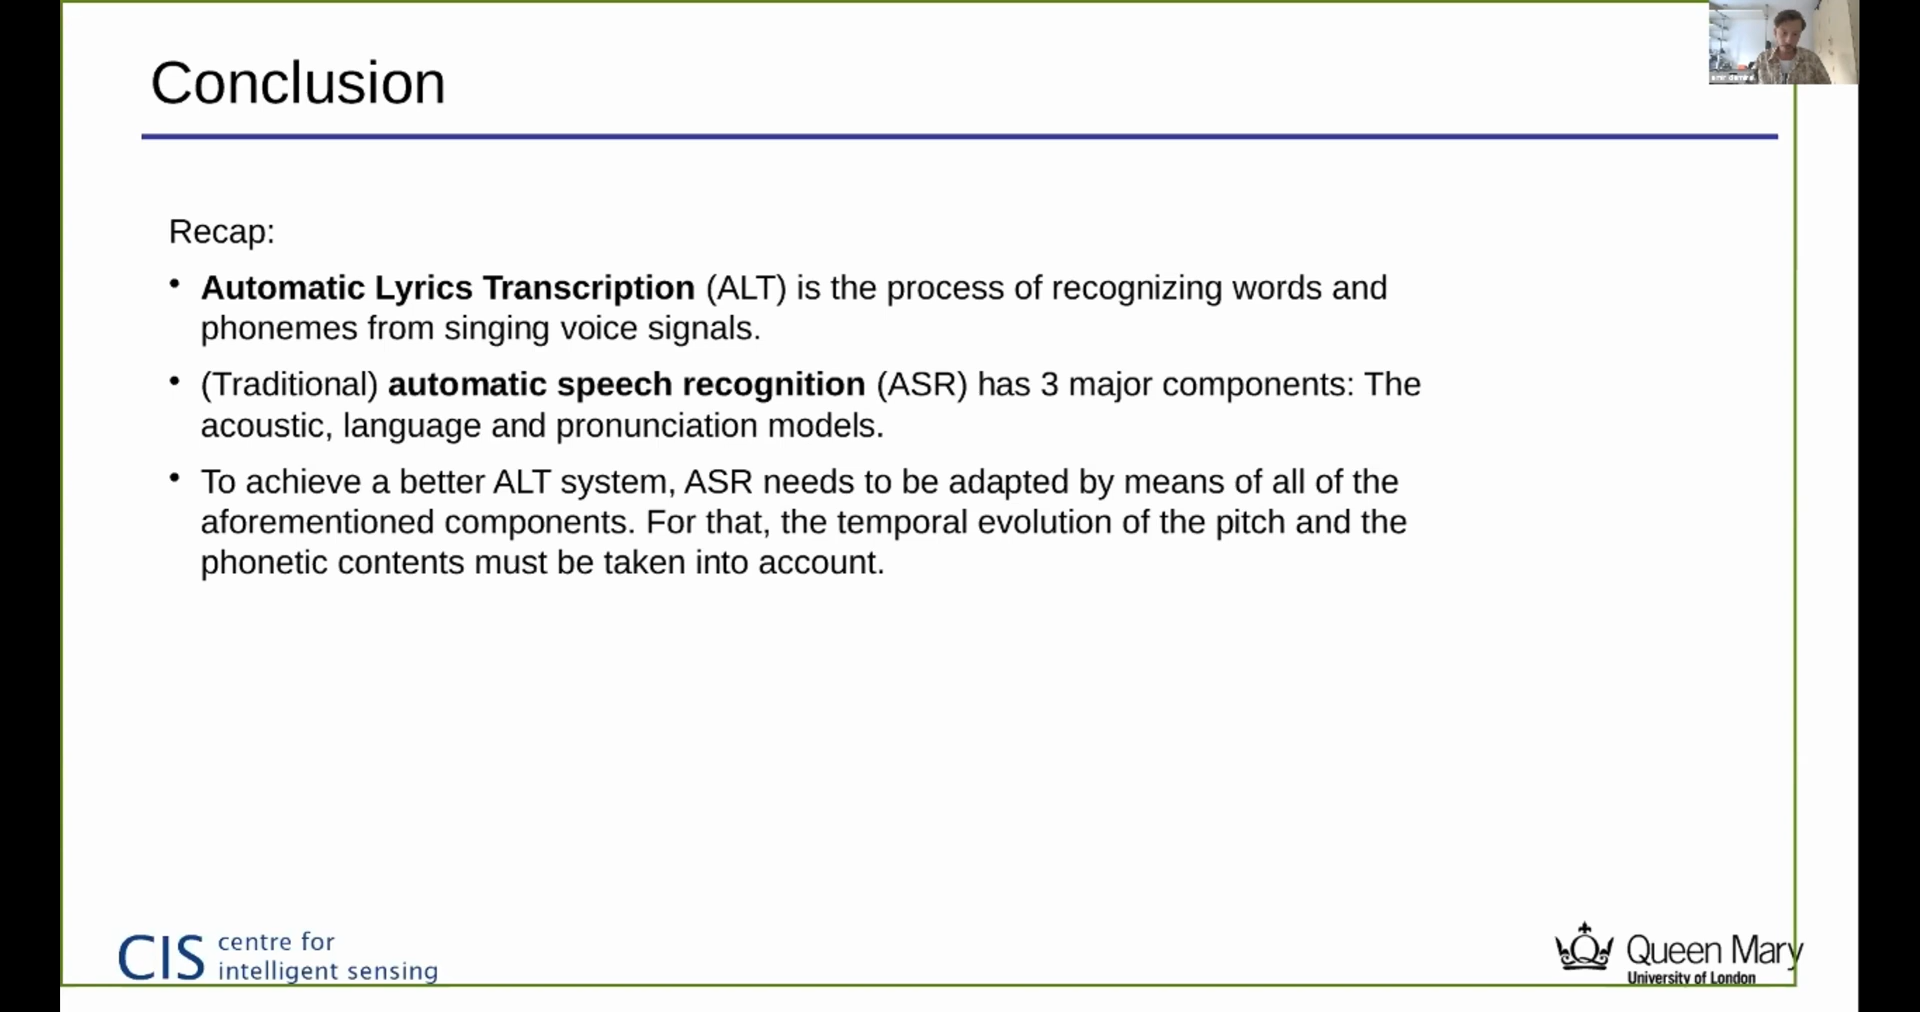 Conclusion
Recap:
• Automatic Lyrics Transcription (ALT) is the process of recognizing words and
phonemes from singing voice signals.
• (Traditional) automatic speech recognition (ASR) has 3 major components: The
acoustic, language and pronunciation models.
• To achieve a better ALT system, ASR needs to be adapted by means of all of the
aforementioned components. For that, the temporal evolution of the pitch and the
phonetic contents must be taken into account.
CIS centre for
intelligent sensing
Queen Mary
University of London